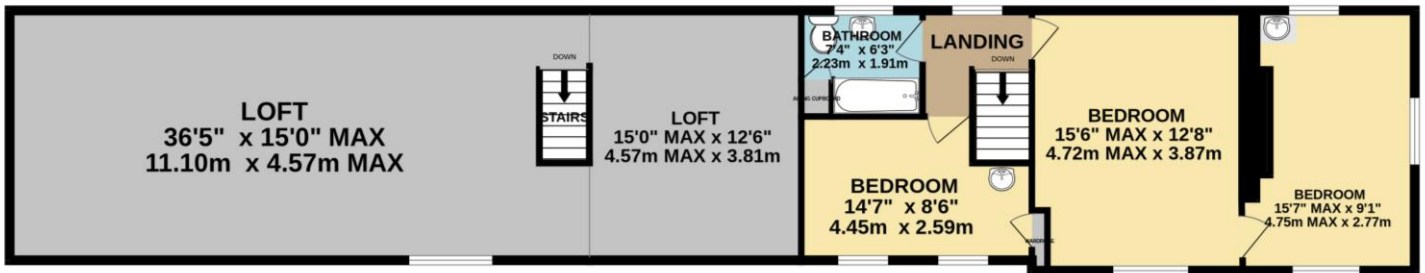 LOFT
36'5" x 15'0" MAX
11.10m x 4.57m MAX
DOWN
STAIRS
LOFT
15'0" MAX x 12'6"
4.57m MAX x 3.81m
BATHROOM
7'4" x 6'3"
2.23m x 1.91m
AIRING CUPBOARD
LANDING
DOWN
BEDROOM
14'7" x 8'6"
4.45m x 2.59m
WARDROBE
BEDROOM
15'6" MAX x 12'8"
4.72m MAX x 3.87m
BEDROOM
15'7" MAX x 9'1"
4.75m MAX x 2.77m